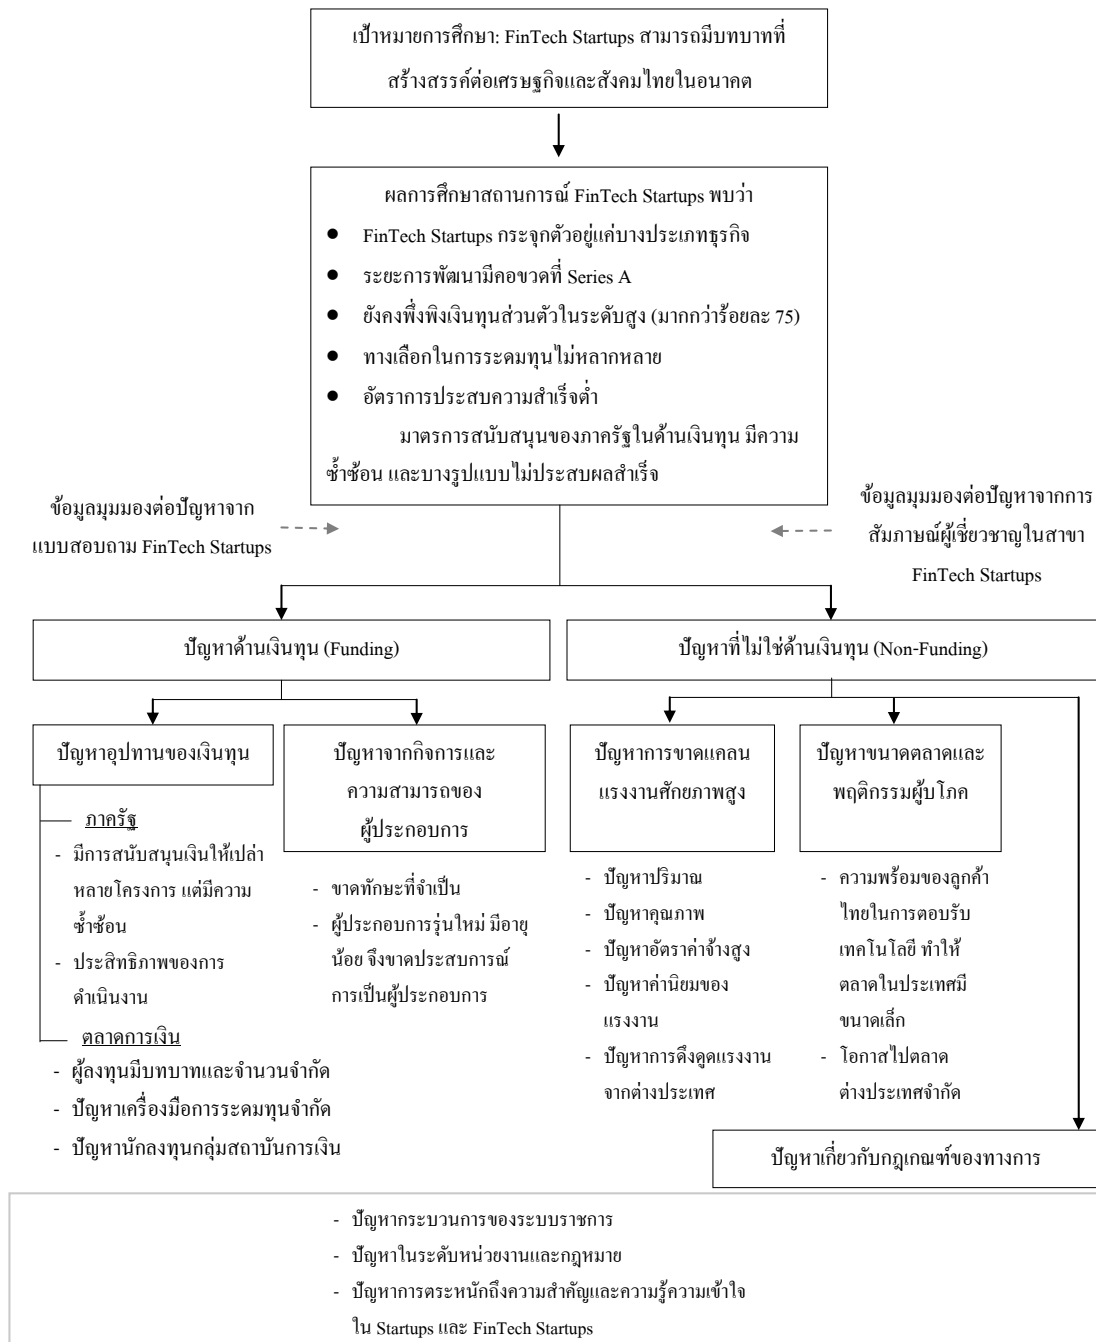 เป้าหมายการศึกษา: FinTech Startups สามารถมีบทบาทที่
สร้างสรรค์ต่อเศรษฐกิจและสังคมไทยในอนาคต
ผลการศึกษาสถานการณ์ FinTech Startups พบว่า
● FinTech Startups กระจุกตัวอยู่แค่บางประเภทธุรกิจ
● ระยะการพัฒนามีคอขวดที่ Series A
● ยังคงพึ่งพิงเงินทุนส่วนตัวในระดับสูง (มากกว่าร้อยละ 75)
● ทางเลือกในการระดมทุนไม่หลากหลาย
● อัตราการประสบความสำเร็จต่ำ
มาตรการสนับสนุนของภาครัฐในด้านเงินทุน มีความ
ซ้ำซ้อน และบางรูปแบบไม่ประสบผลสำเร็จ
ข้อมูลมุมมองต่อปัญหาจาก
แบบสอบถาม FinTech Startups
ข้อมูลมุมมองต่อปัญหาจากการ
สัมภาษณ์ผู้เชี่ยวชาญในสาขา
FinTech Startups
ปัญหาด้านเงินทุน (Funding)
ปัญหาที่ไม่ใช่ด้านเงินทุน (Non-Funding)
ปัญหาอุปทานของเงินทุน
ภาครัฐ
- มีการสนับสนุนเงินให้เปล่า
หลายโครงการ แต่มีความ
ซ้ำซ้อน
- ประสิทธิภาพของการ
ดำเนินงาน
ตลาดการเงิน
- ผู้ลงทุนมีบทบาทและจำนวนจำกัด
- ปัญหาเครื่องมือการระดมทุนจำกัด
- ปัญหานักลงทุนกลุ่มสถาบันการเงิน
ปัญหาจากกิจการและ
ความสามารถของ
ผู้ประกอบการ
- ขาดทักษะที่จำเป็น
- ผู้ประกอบการรุ่นใหม่ มีอายุ
น้อย จึงขาดประสบการณ์
การเป็นผู้ประกอบการ
ปัญหาการขาดแคลน
แรงงานศักยภาพสูง
- ปัญหาปริมาณ
- ปัญหาคุณภาพ
- ปัญหาอัตราค่าจ้างสูง
- ปัญหาค่านิยมของ
แรงงาน
- ปัญหาการดึงดูดแรงงาน
จากต่างประเทศ
ปัญหาขนาดตลาดและ
พฤติกรรมผู้บโภค
- ความพร้อมของลูกค้า
ไทยในการตอบรับ
เทคโนโลยี ทำให้
ตลาดในประเทศมี
ขนาดเล็ก
- โอกาสไปตลาด
ต่างประเทศจำกัด
ปัญหาเกี่ยวกับกฎเกณฑ์ของทางการ
- ปัญหากระบวนการของระบบราชการ
- ปัญหาในระดับหน่วยงานและกฎหมาย
- ปัญหาการตระหนักถึงความสำคัญและความรู้ความเข้าใจ
ใน Startups และ FinTech Startups